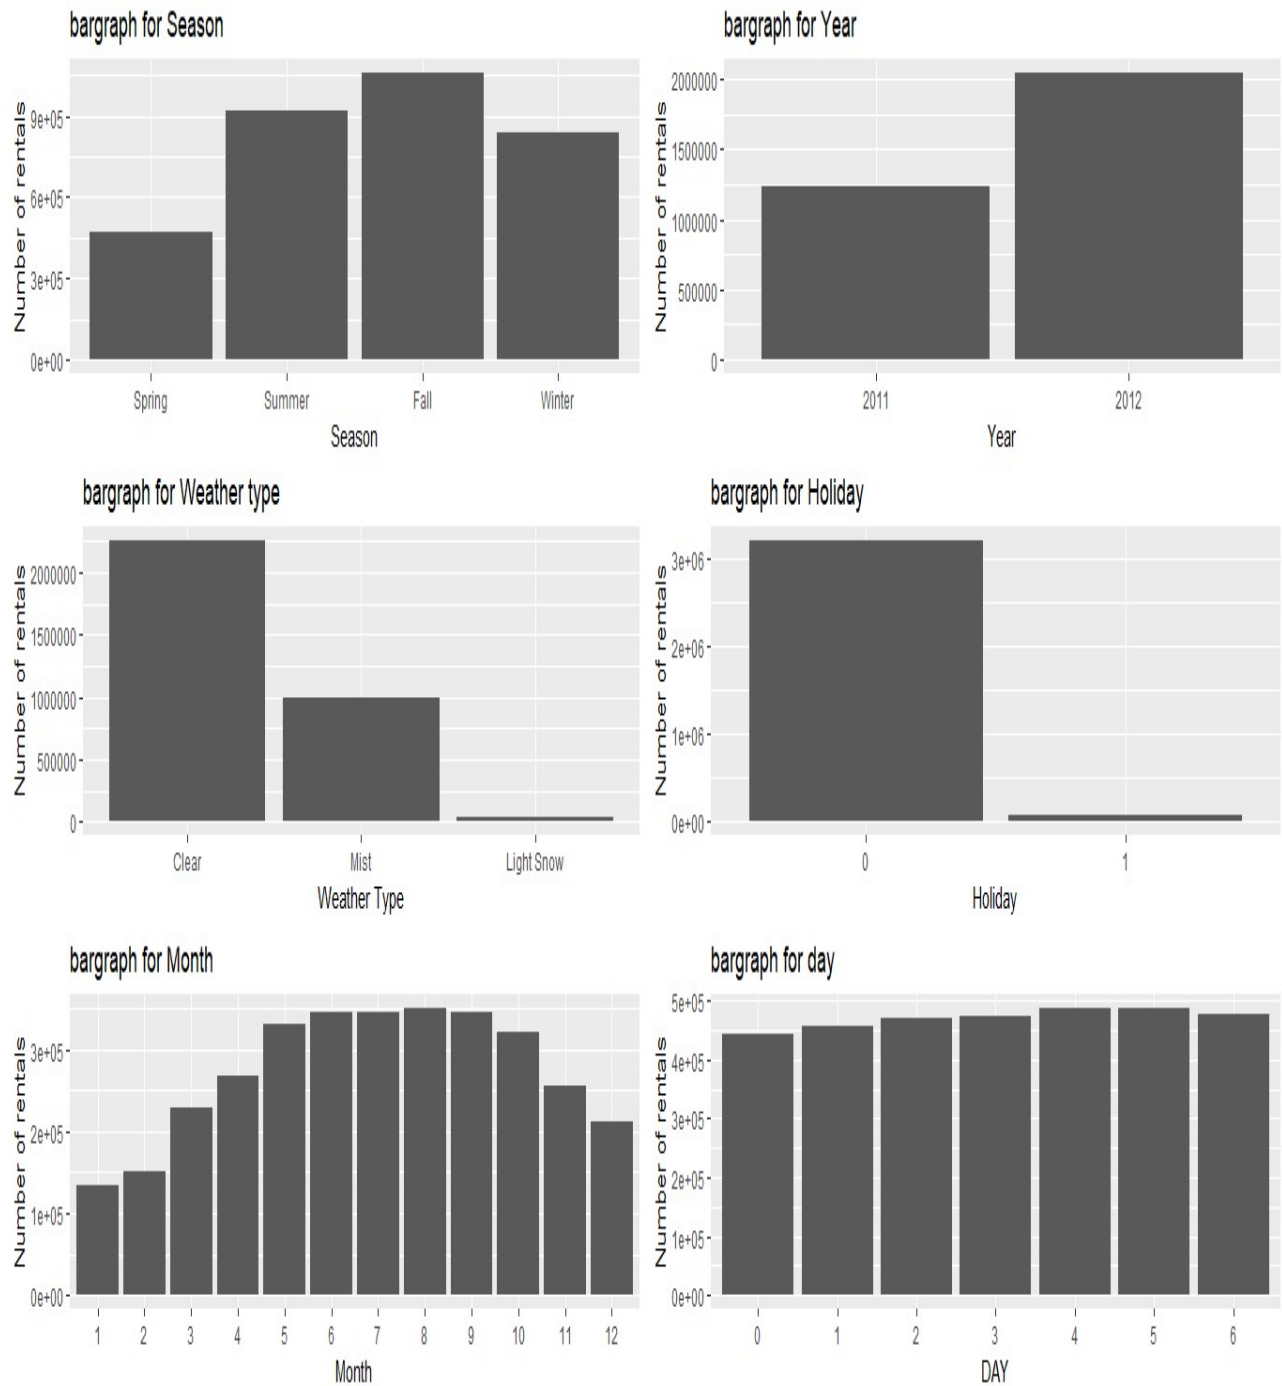 bargraph for Season
Number of rentals
9e+05
6e+05
3e+05
0e+00
Spring Summer Fall Winter
Season
bargraph for Year
Number of rentals
2000000
1500000
1000000
500000
0
2011 2012
Year
bargraph for Weather type
Number of rentals
2000000
1500000
1000000
500000
0
Clear Mist Light Snow
Weather Type
bargraph for Holiday
Number of rentals
3e+06
2e+06
1e+06
0e+00
0 1
Holiday
bargraph for Month
Number of rentals
3e+05
2e+05
1e+05
0e+00
1 2 3 4 5 6 7 8 9 10 11 12
Month
bargraph for day
Number of rentals
5e+05
4e+05
3e+05
2e+05
1e+05
0e+00
0 1 2 3 4 5 6
DAY